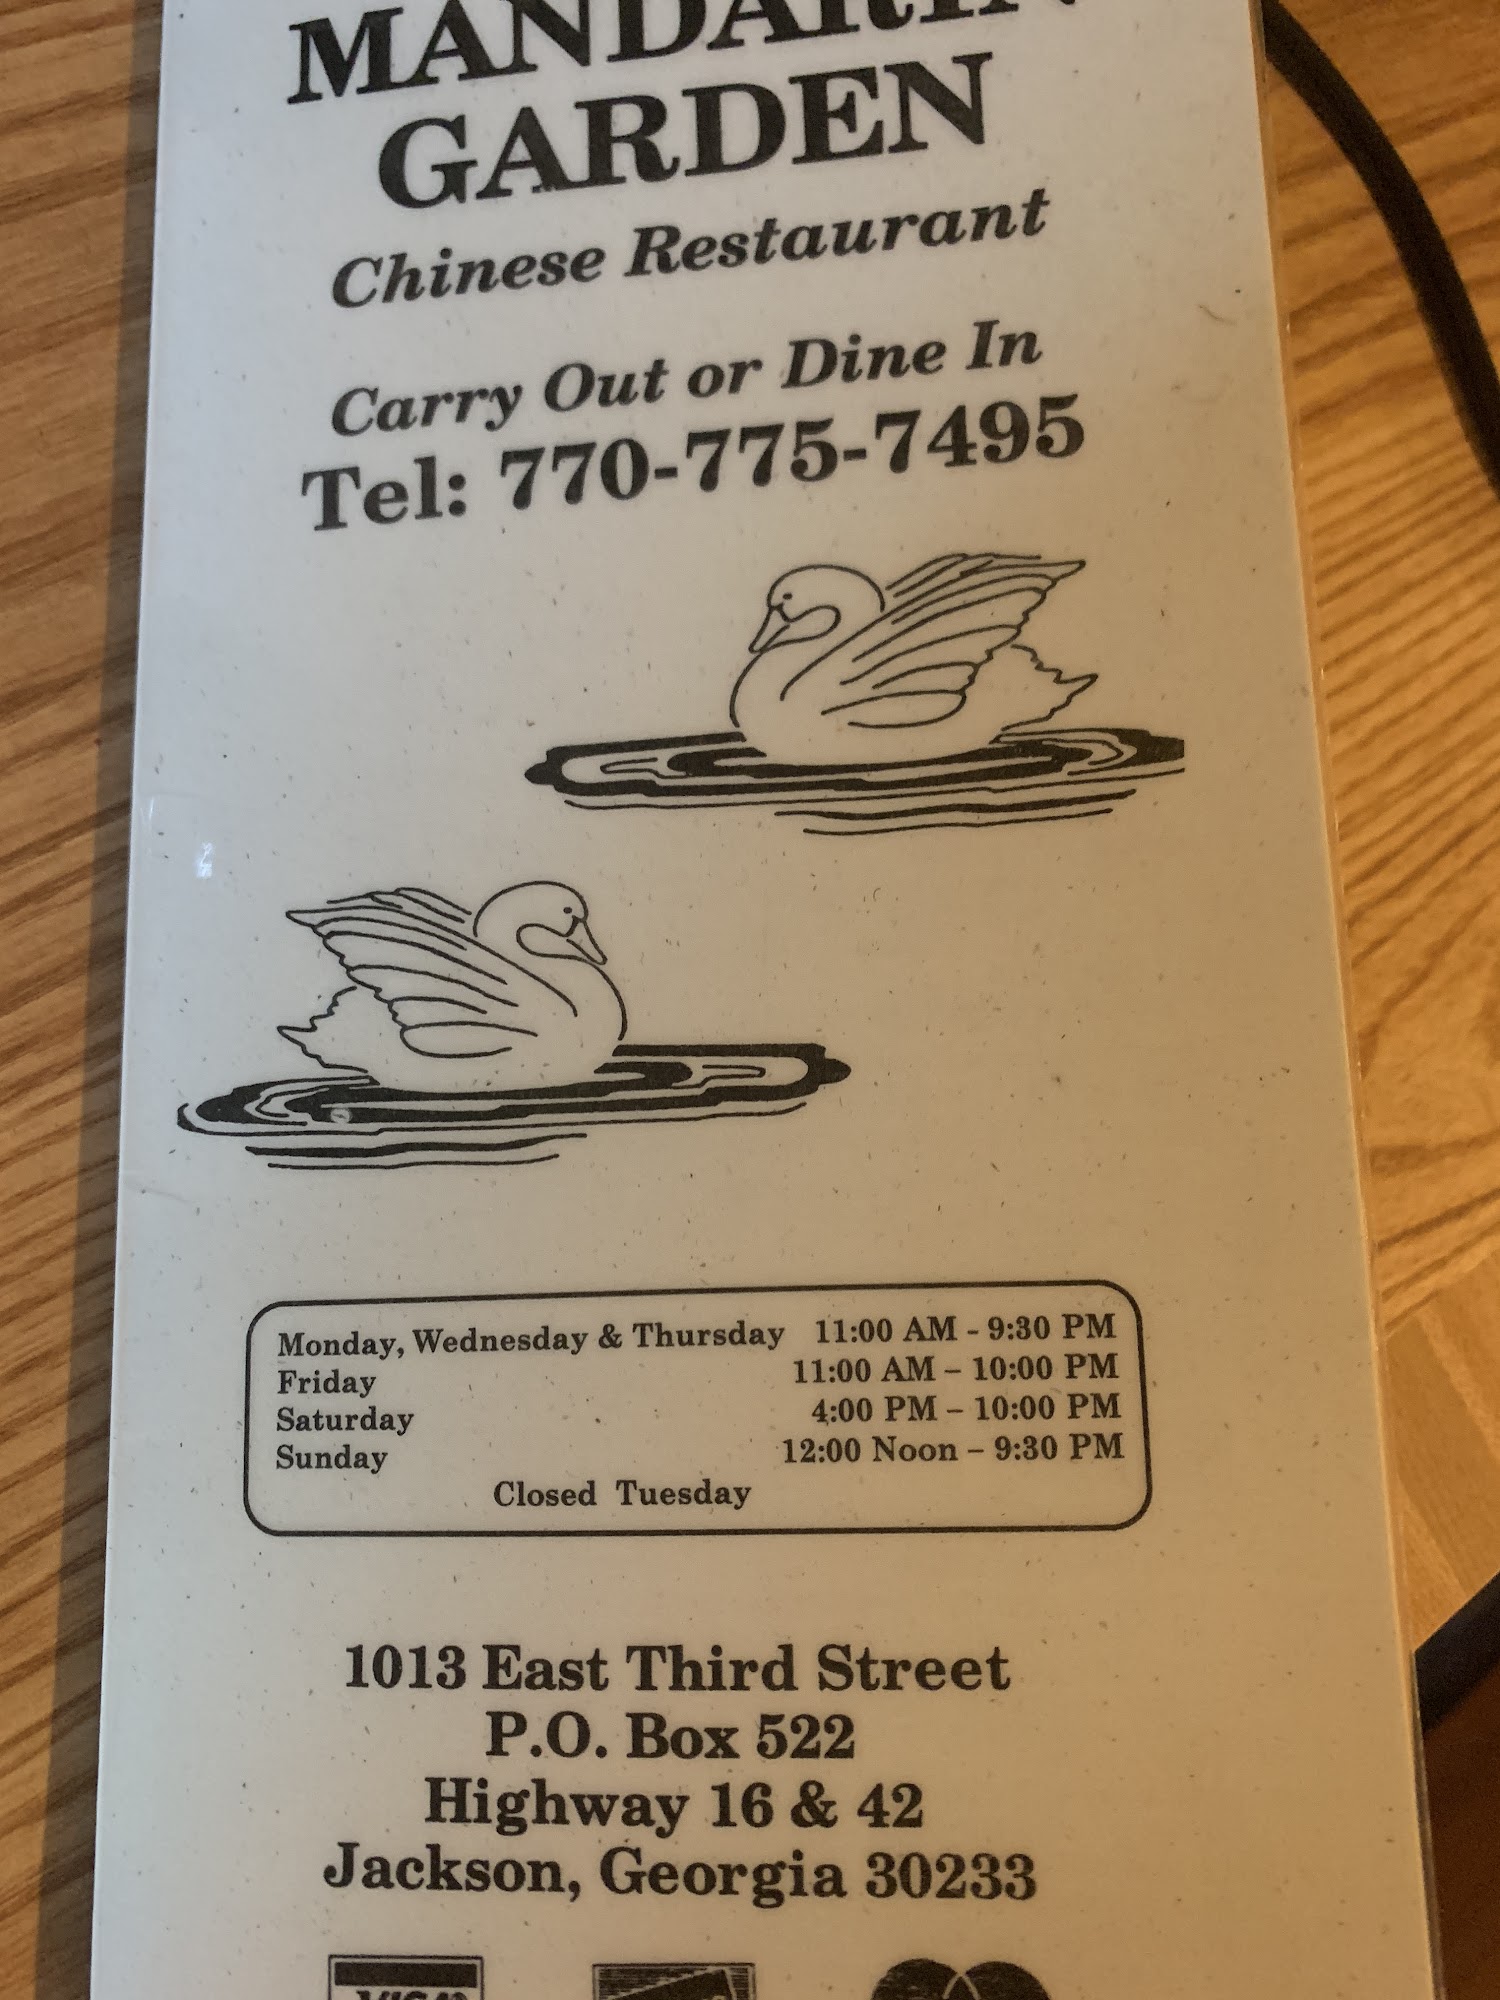 MANDARIN
GARDEN
Chinese Restaurant
Carry Out or Dine In
Tel: 770-775-7495
Monday, Wednesday & Thursday 11:00 AM - 9:30 PM
Friday 11:00 AM – 10:00 PM
Saturday 4:00 PM – 10:00 PM
Sunday 12:00 Noon – 9:30 PM
Closed Tuesday
1013 East Third Street
P.O. Box 522
Highway 16 & 42
Jackson, Georgia 30233
VISA